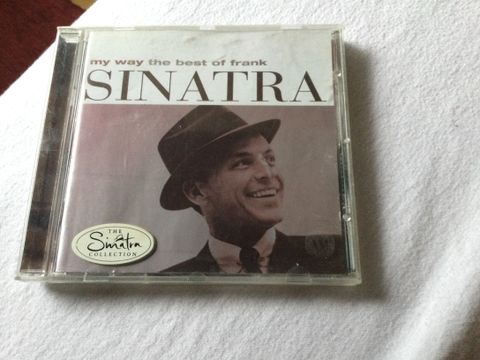 my way the best of frank
SINATRA
THE
Sinatra
COLLECTION